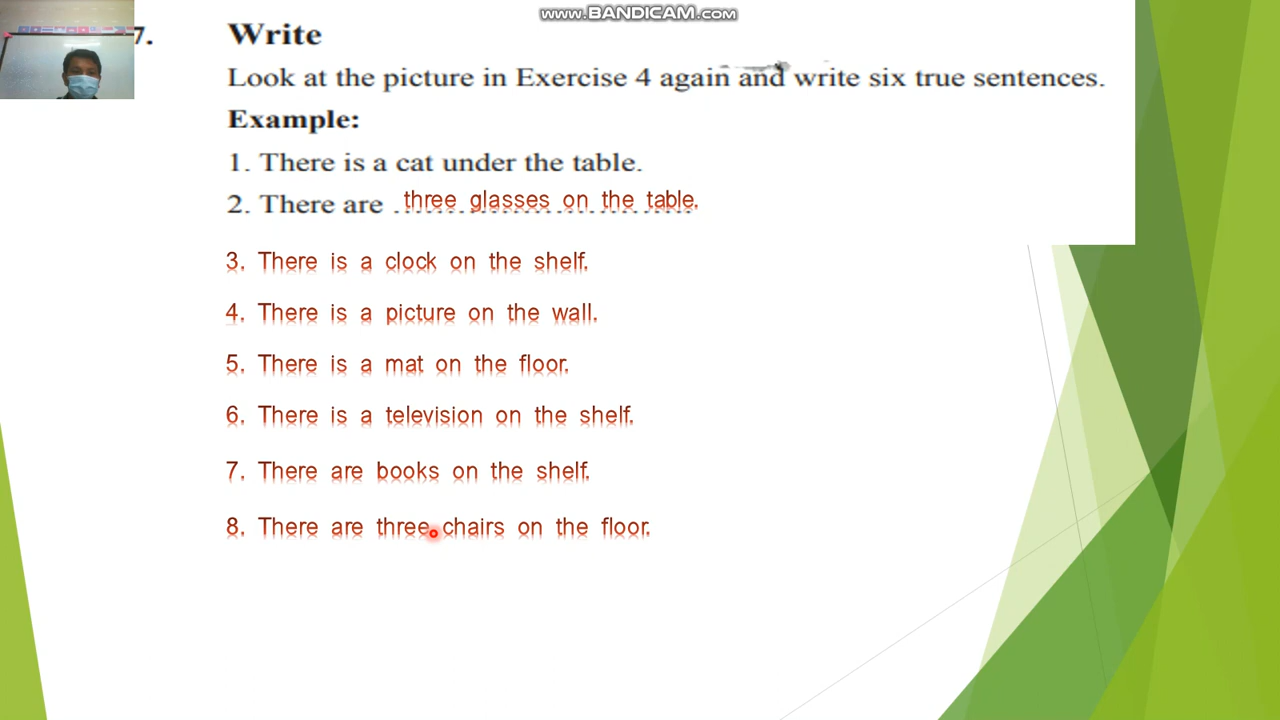 www.BANDICAM.com
7. Write
Look at the picture in Exercise 4 again and write six true sentences.
Example:
1. There is a cat under the table.
2. There are three glasses on the table.
3. There is a clock on the shelf.
4. There is a picture on the wall.
5. There is a mat on the floor.
6. There is a television on the shelf.
7. There are books on the shelf.
8. There are three chairs on the floor.